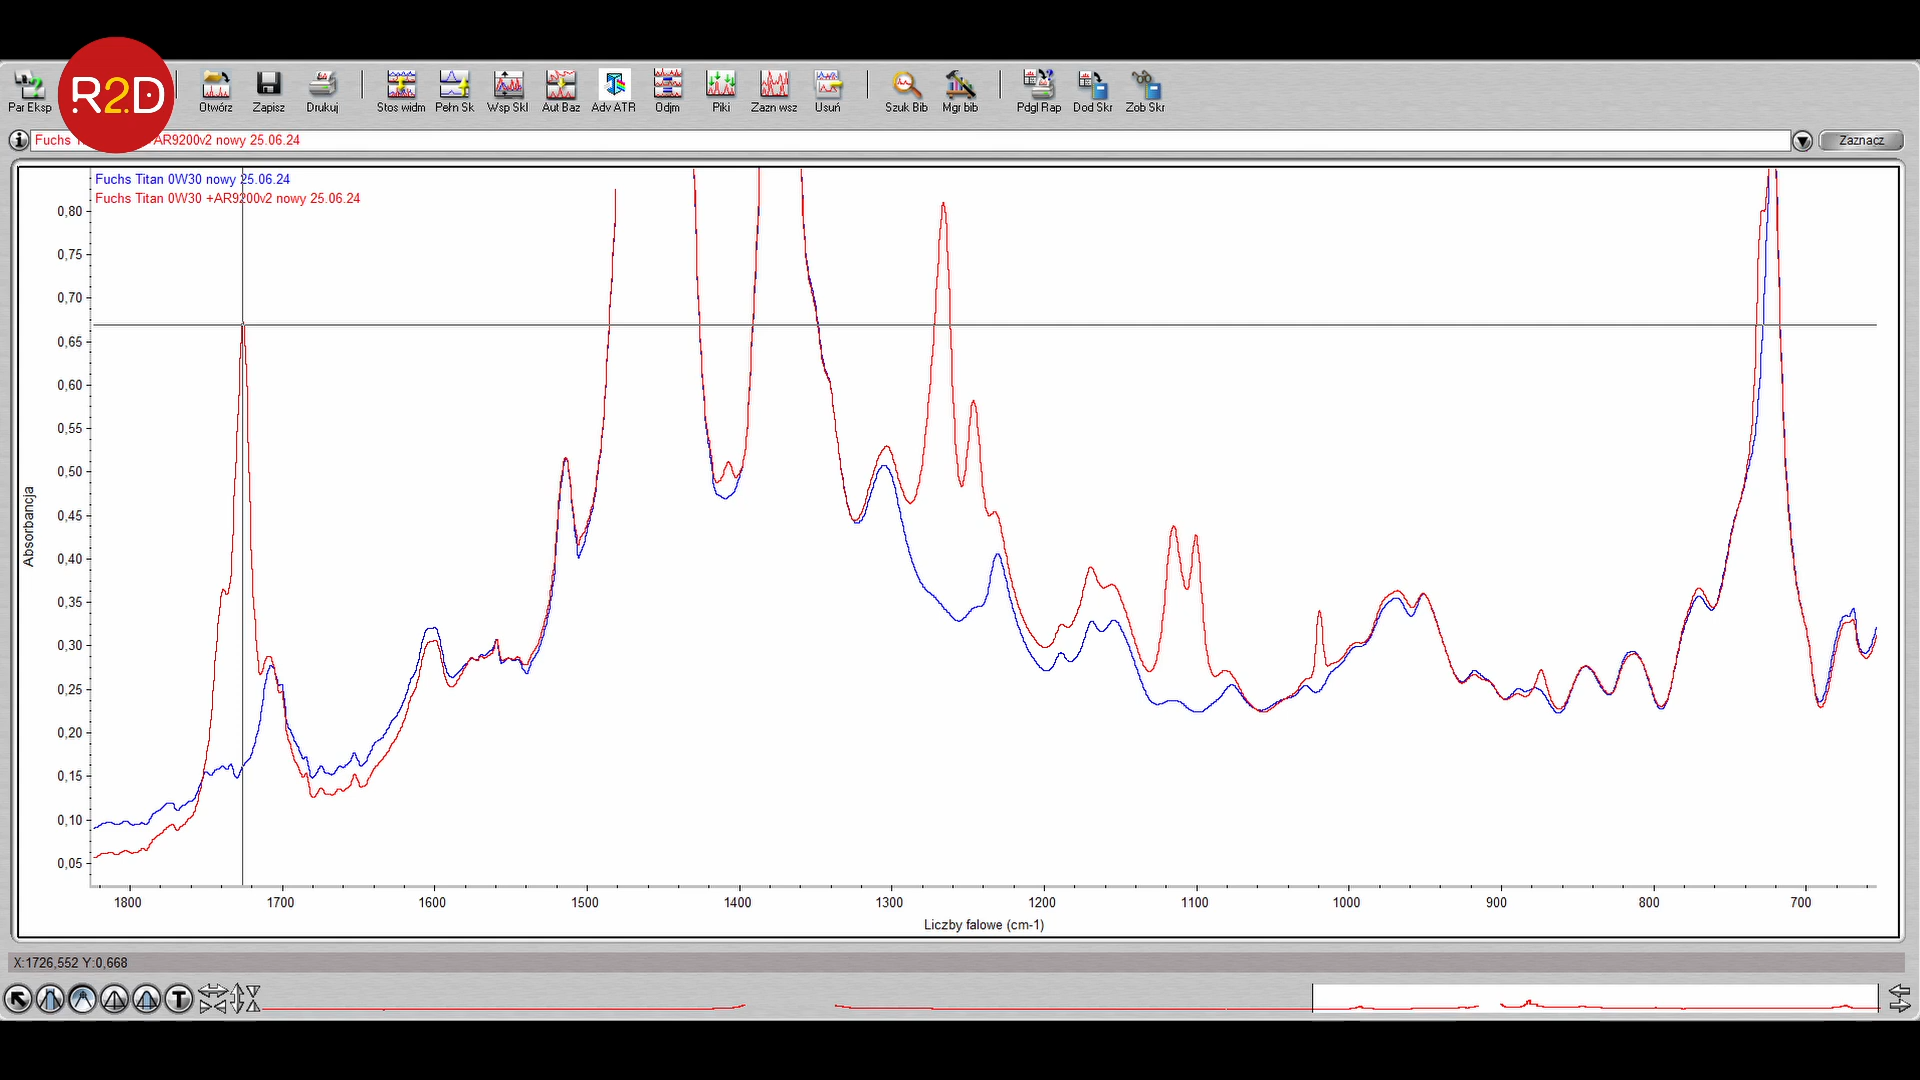 R2D
Par Eksp Otwórz Zapisz Drukuj Stos widm Pełn Sk Wsp Skl Aut Baz Adv ATR Odjm Piki Zazn wsz Usuń Szuk Bib Mgr bib Pdgl Rap Dod Skr Zob Skr
Fuchs AR9200v2 nowy 25.06.24 Zaznacz
Fuchs Titan 0W30 nowy 25.06.24
Fuchs Titan 0W30 +AR9200v2 nowy 25.06.24
0,80
0,75
0,70
0,65
0,60
0,55
0,50
0,45
0,40
0,35
0,30
0,25
0,20
0,15
0,10
0,05
Absorbancja
1800 1700 1600 1500 1400 1300 1200 1100 1000 900 800 700
Liczby falowe (cm-1)
X:1726,552 Y:0,668
T